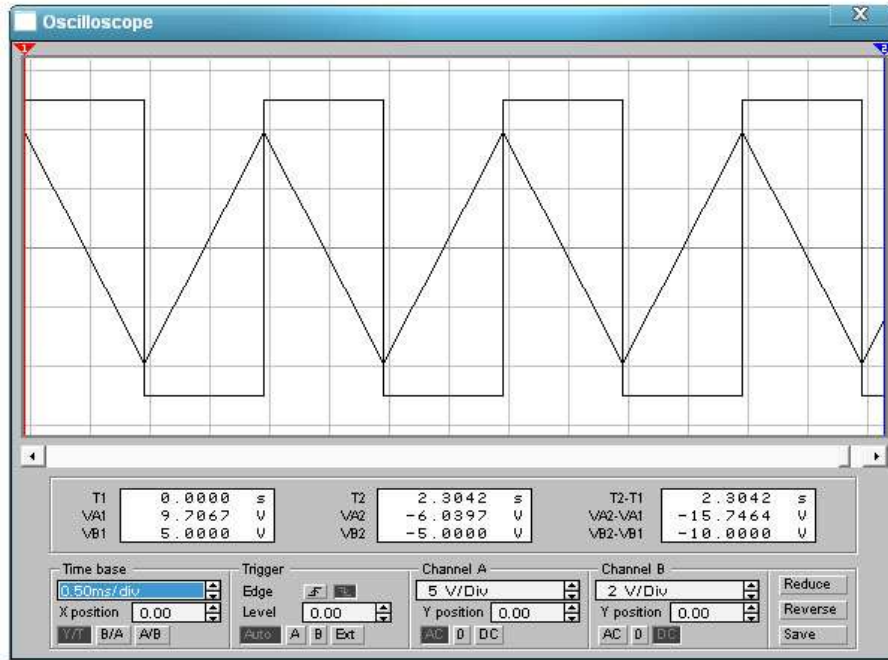 Oscilloscope
X
1 2
T1 0.0000 s T2 2.3042 s T2-T1 2.3042 s
VA1 9.7067 V VA2 -6.0397 V VA2-VA1 -15.7464 V
VB1 5.0000 V VB2 -5.0000 V VB2-VB1 -10.0000 V
Time base Trigger Channel A Channel B
0.50ms/div Edge 5 V/Div 2 V/Div Reduce
X position 0.00 Level 0.00 Y position 0.00 Y position 0.00 Reverse
Y/T B/A A/B Auto A B Ext AC 0 DC AC 0 DC Save